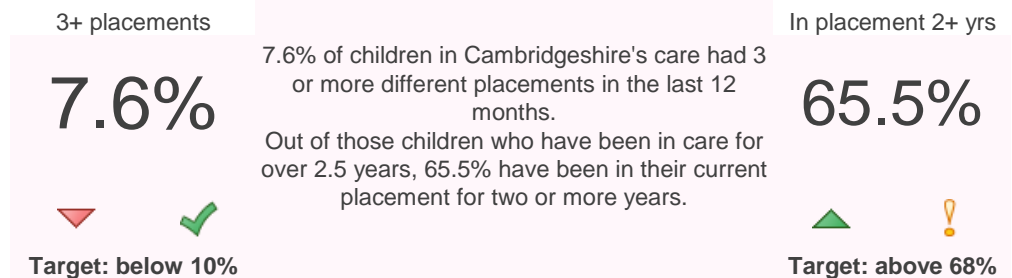 3+ placements
7.6%
Target: below 10%
7.6% of children in Cambridgeshire's care had 3
or more different placements in the last 12
months.
Out of those children who have been in care for
over 2.5 years, 65.5% have been in their current
placement for two or more years.
In placement 2+ yrs
65.5%
Target: above 68%